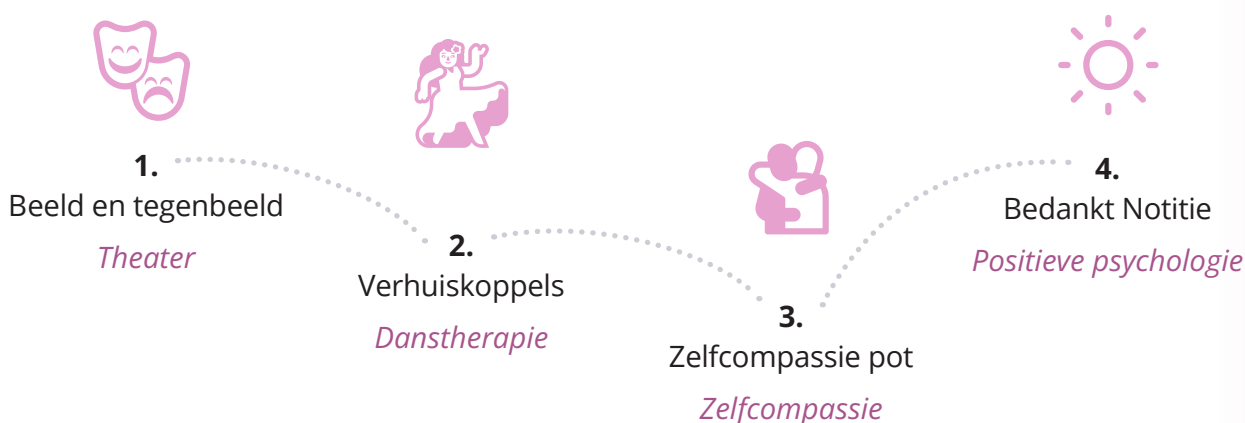 1.
Beeld en tegenbeeld
Theater
2.
Verhuiskoppels
Danstherapie
3.
Zelfcompassie pot
Zelfcompassie
4.
Bedankt Notitie
Positieve psychologie